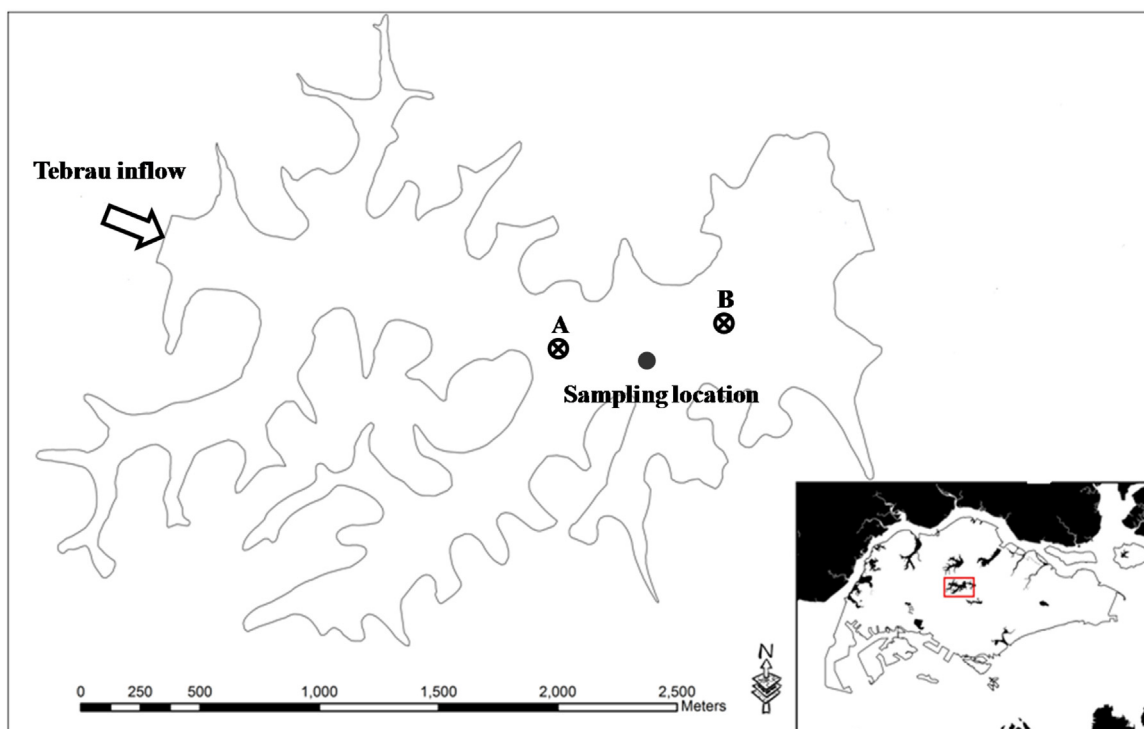 Tebrau inflow
B
A
Sampling location
N
0 250 500 1,000 1,500 2,000 2,500
Meters